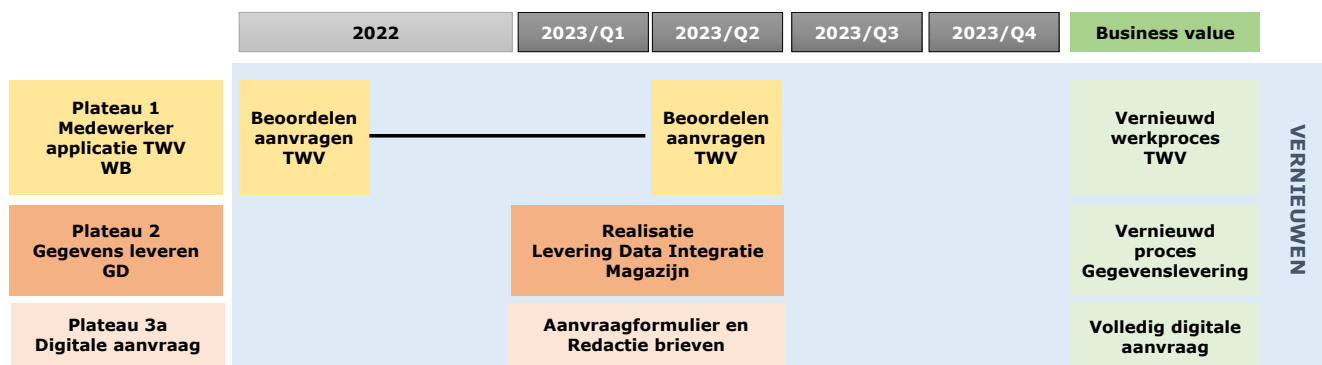 2022
2023/Q1
2023/Q2
2023/Q3
2023/Q4
Business value
Plateau 1
Medewerker
applicatie TWV
WB
Beoordelen
aanvragen
TWV
Beoordelen
aanvragen
TWV
Vernieuwd
werkproces
TWV
VERNIEUWEN
Plateau 2
Gegevens leveren
GD
Realisatie
Levering Data Integratie
Magazijn
Vernieuwd
proces
Gegevenslevering
Plateau 3a
Digitale aanvraag
Aanvraagformulier en
Redactie brieven
Volledig digitale
aanvraag